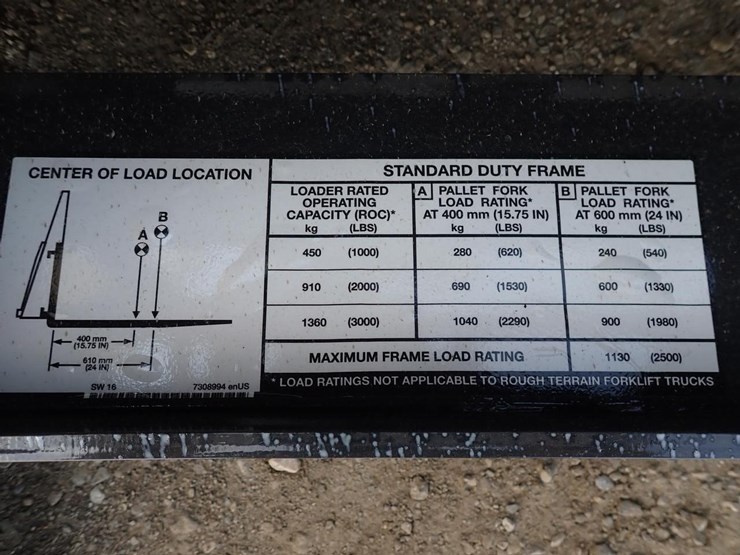 CENTER OF LOAD LOCATION
A
B
400 mm
(15.75 IN)
610 mm
(24 IN)
SW 16 7308994 enUS
STANDARD DUTY FRAME
LOADER RATED
OPERATING
CAPACITY (ROC)*
kg (LBS)
A PALLET FORK
LOAD RATING*
AT 400 mm (15.75 IN)
kg (LBS)
B PALLET FORK
LOAD RATING*
AT 600 mm (24 IN)
kg (LBS)
450 (1000) 280 (620) 240 (540)
910 (2000) 690 (1530) 600 (1330)
1360 (3000) 1040 (2290) 900 (1980)
MAXIMUM FRAME LOAD RATING 1130 (2500)
* LOAD RATINGS NOT APPLICABLE TO ROUGH TERRAIN FORKLIFT TRUCKS